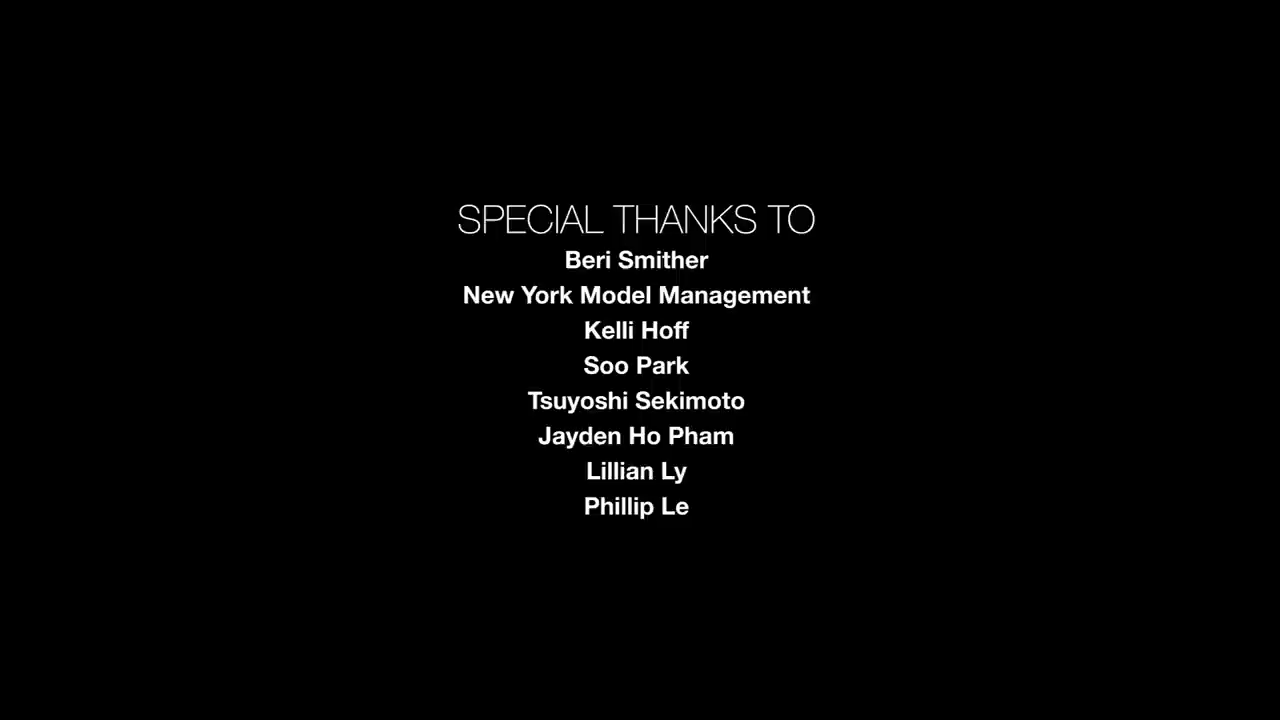 SPECIAL THANKS TO
Beri Smither
New York Model Management
Kelli Hoff
Soo Park
Tsuyoshi Sekimoto
Jayden Ho Pham
Lillian Ly
Phillip Le